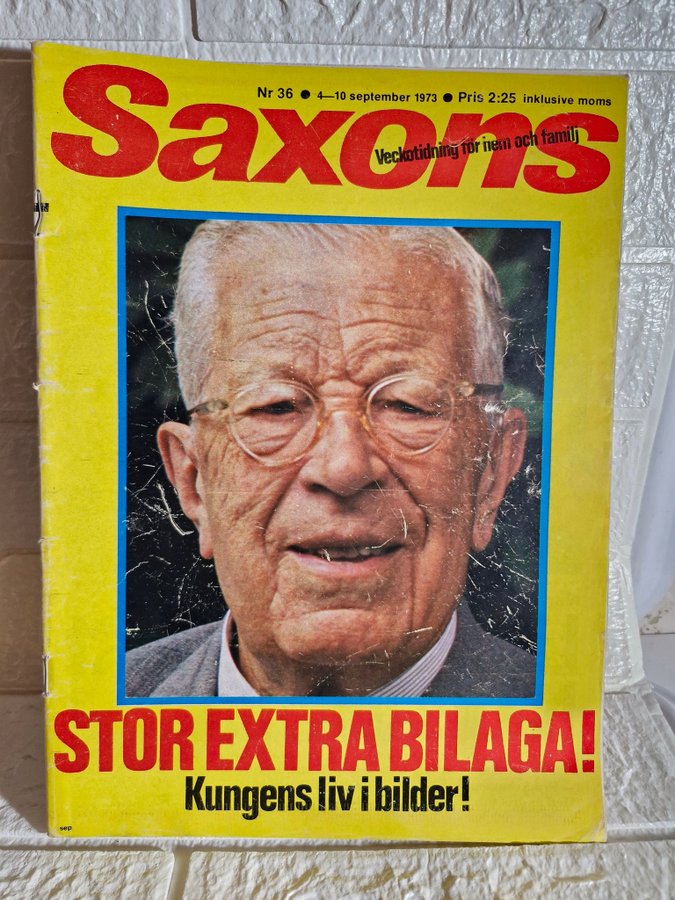 Nr 36 ● 4—10 september 1973 ● Pris 2:25 inklusive moms
Saxons
Veckotidning för hem och familj
STOR EXTRA BILAGA!
Kungens liv i bilder!
sep